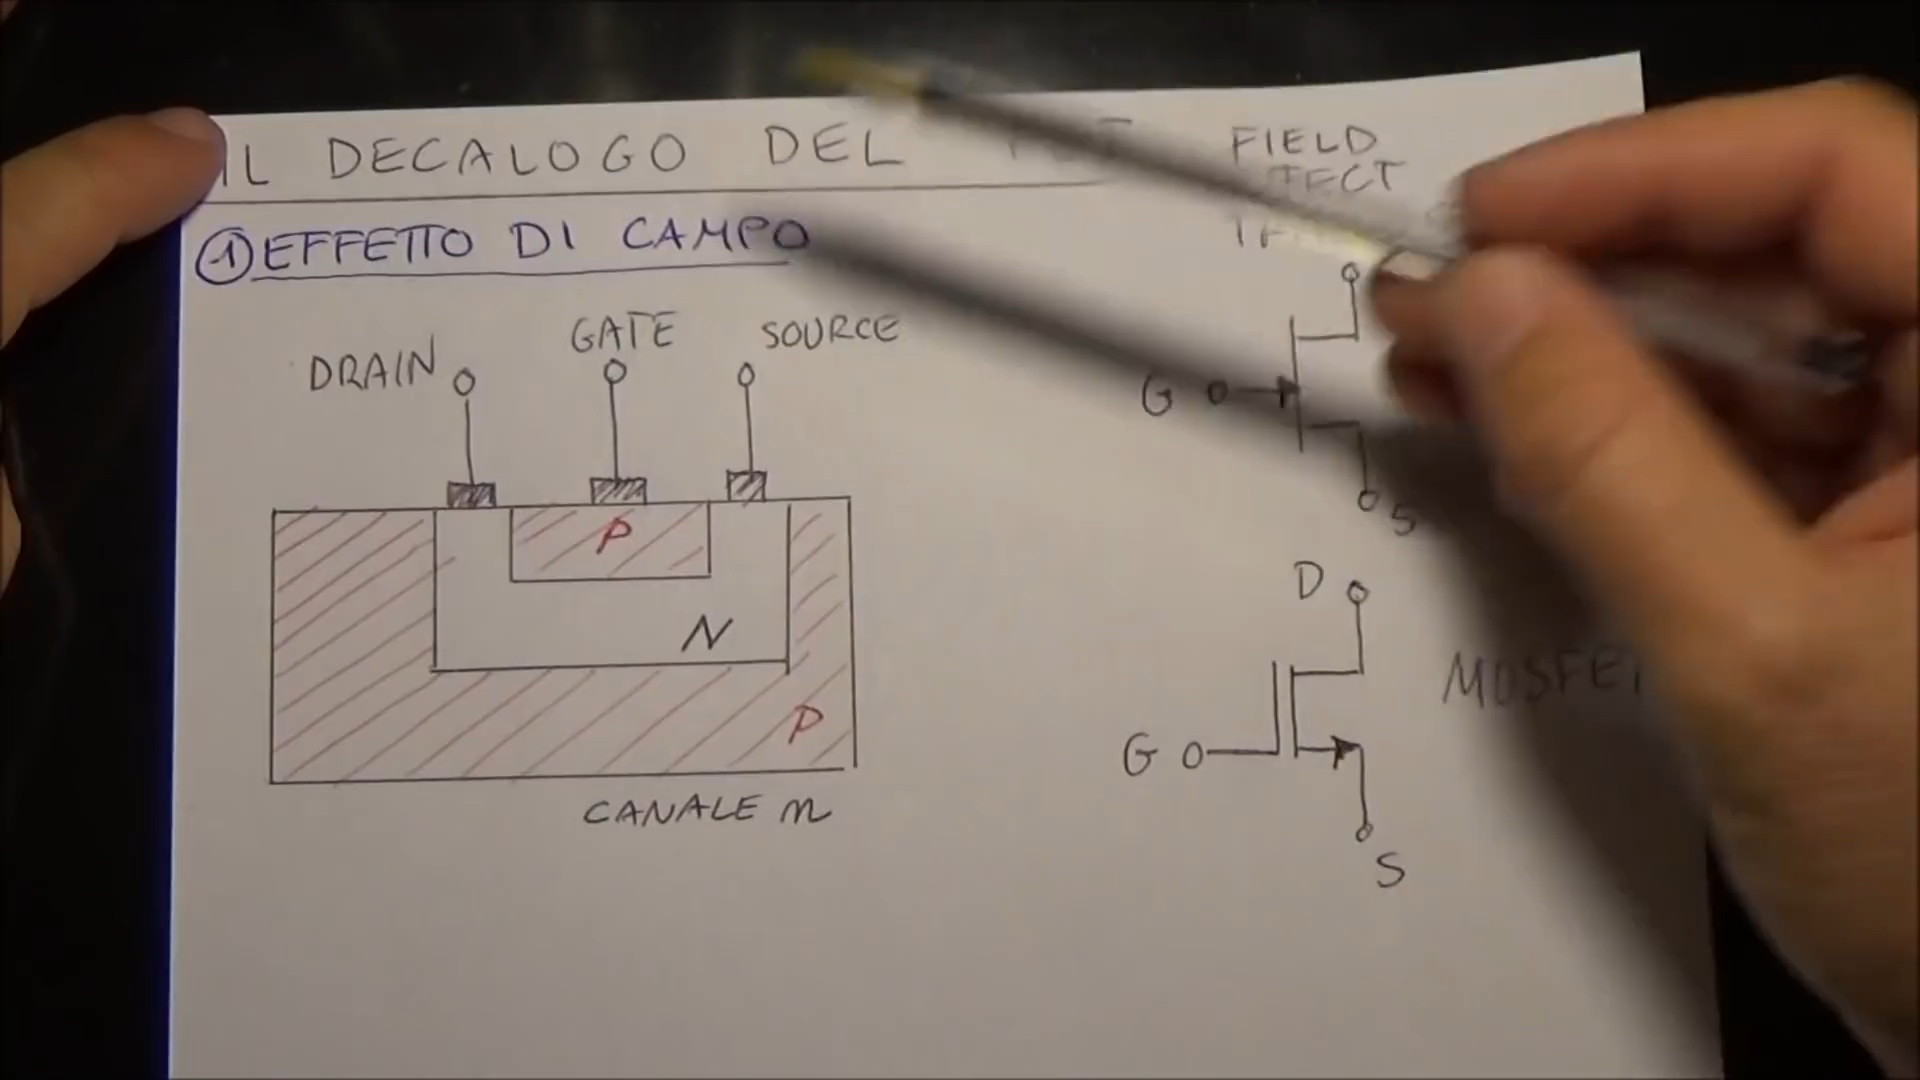 IL DECALOGO DEL
FIELD
① EFFETTO DI CAMPO
DRAIN
GATE
SOURCE
P
N
P
CANALE n
G
S
D
G
S